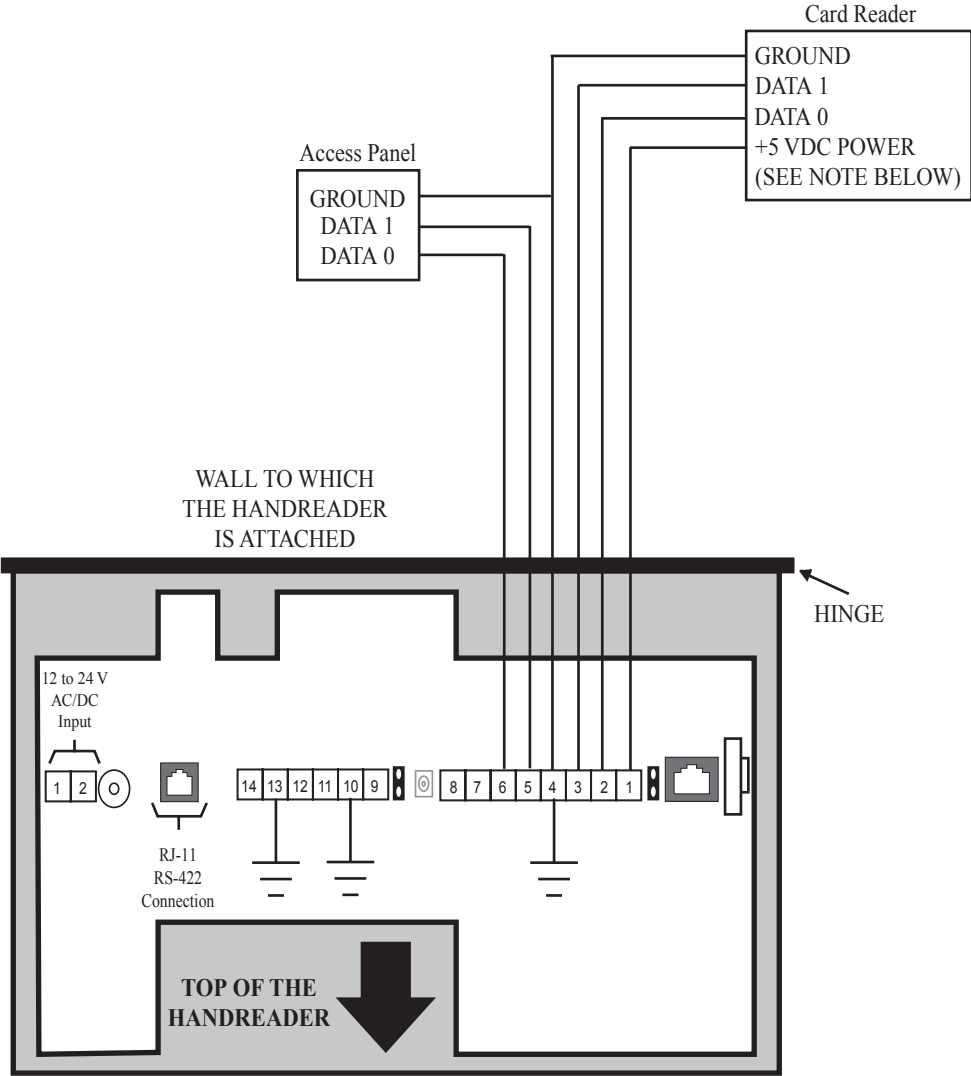 Card Reader
GROUND
DATA 1
DATA 0
+5 VDC POWER
(SEE NOTE BELOW)
Access Panel
GROUND
DATA 1
DATA 0
WALL TO WHICH
THE HANDREADER
IS ATTACHED
HINGE
12 to 24 V
AC/DC
Input
1 2
14 13 12 11 10 9
8 7 6 5 4 3 2 1
RJ-11
RS-422
Connection
TOP OF THE
HANDREADER